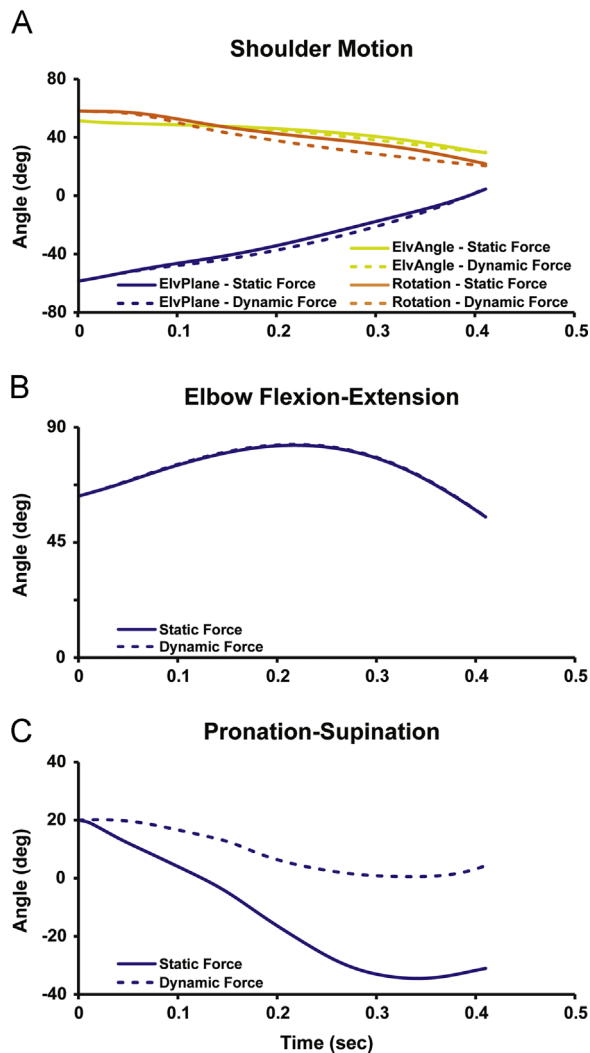 A
Shoulder Motion
80
40
0
-40
-80
Angle (deg)
ElvAngle - Static Force
ElvAngle - Dynamic Force
ElvPlane - Static Force
Rotation - Static Force
ElvPlane - Dynamic Force
Rotation - Dynamic Force
0 0.1 0.2 0.3 0.4 0.5
B
Elbow Flexion-Extension
90
45
0
Angle (deg)
Static Force
Dynamic Force
0 0.1 0.2 0.3 0.4 0.5
C
Pronation-Supination
40
20
0
-20
-40
Angle (deg)
Static Force
Dynamic Force
0 0.1 0.2 0.3 0.4 0.5
Time (sec)